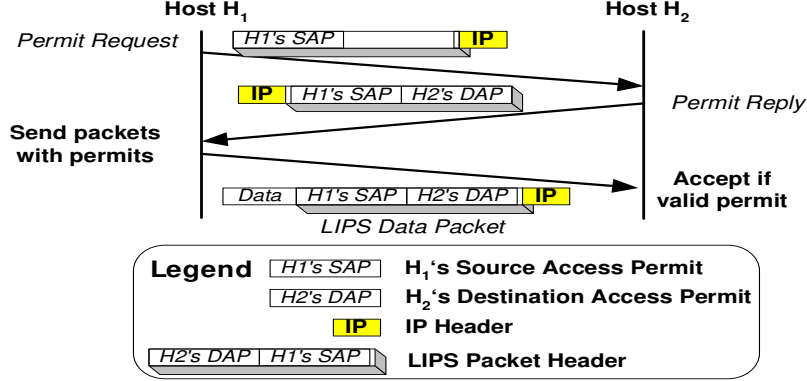 Host H1
Host H2
Permit Request
H1's SAP
IP
IP
H1's SAP
H2's DAP
Permit Reply
Send packets
with permits
Accept if
valid permit
Data
H1's SAP
H2's DAP
IP
LIPS Data Packet
Legend
H1's SAP
H1‘s Source Access Permit
H2's DAP
H2‘s Destination Access Permit
IP
IP Header
H2's DAP
H1's SAP
LIPS Packet Header